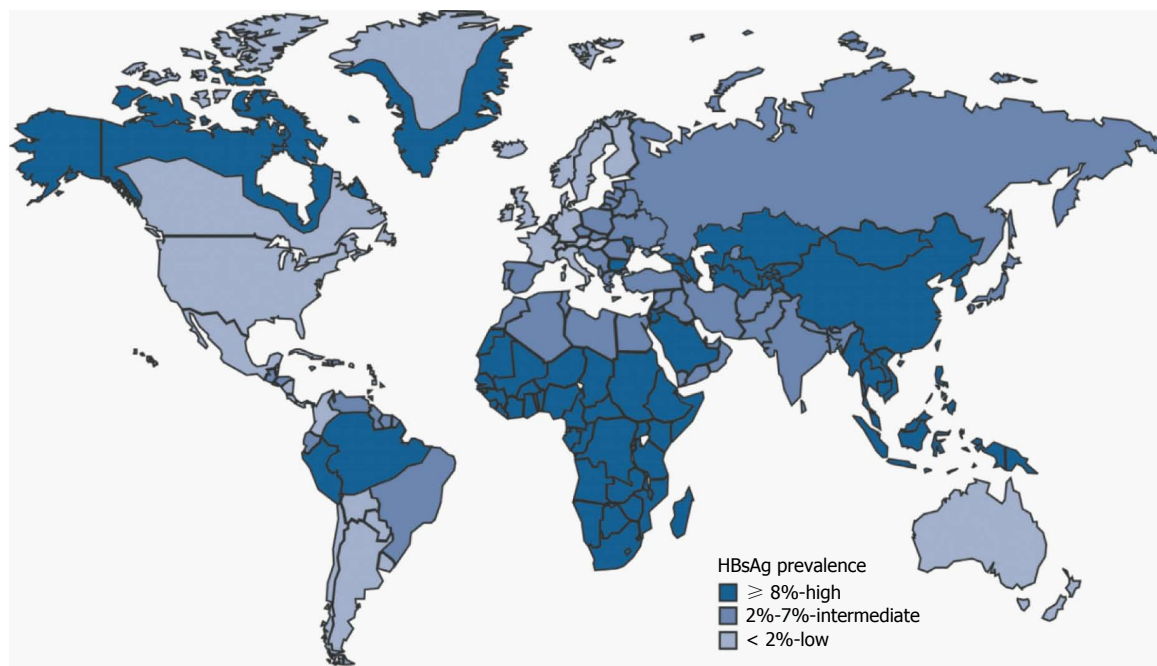 HBsAg prevalence
≥ 8%-high
2%-7%-intermediate
< 2%-low